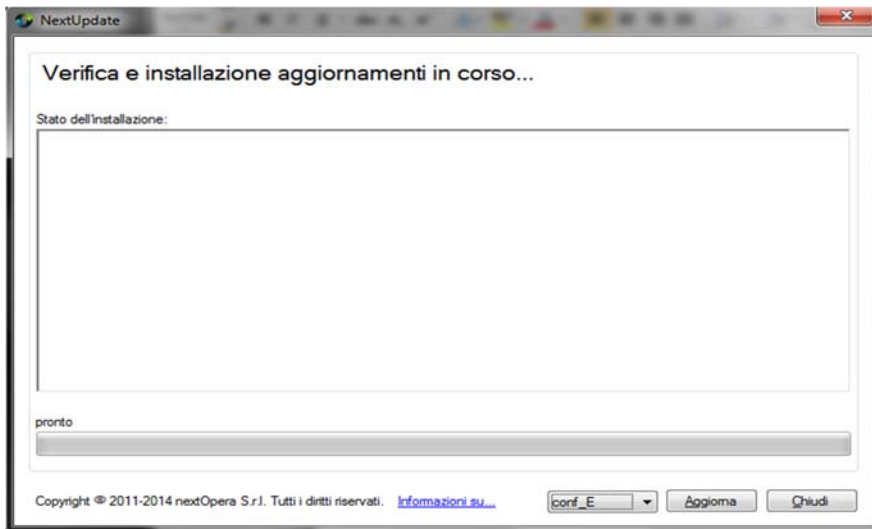 NextUpdate
Verifica e installazione aggiornamenti in corso...
Stato dell'installazione:
pronto
Copyright © 2011-2014 nextOpera S.r.l. Tutti i diritti riservati. Informazioni su... conf_E Aggiorna Chiudi